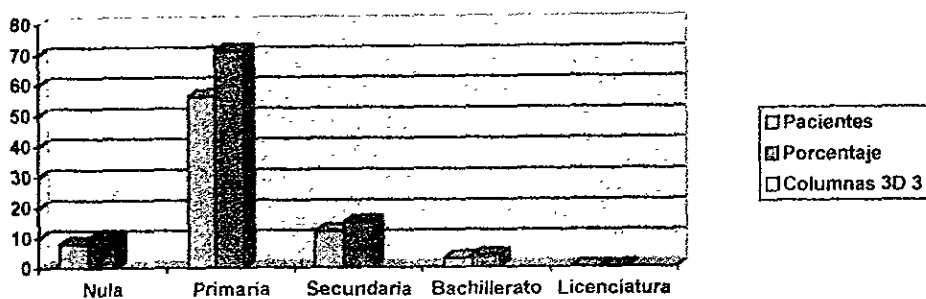 80
70
60
50
40
30
20
10
0
Nula Primaria Secundaria Bachillerato Licenciatura
Pacientes
Porcentaje
Columnas 3D 3